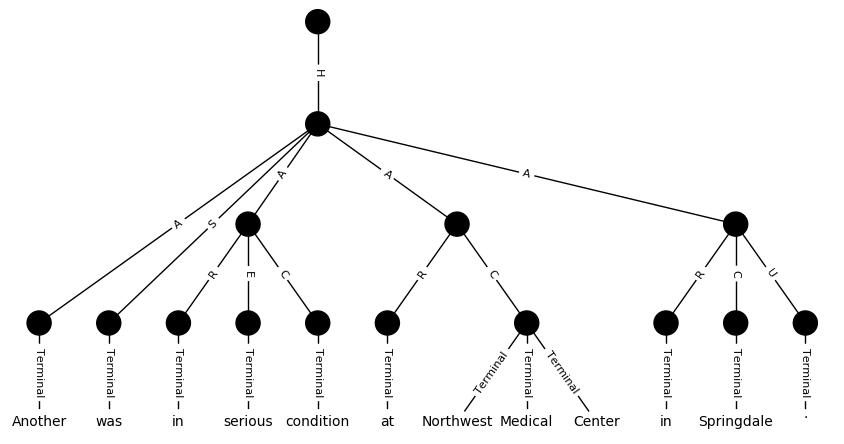 H
A
S
A
A
A
R
E
C
R
C
R
C
U
Terminal
Terminal
Terminal
Terminal
Terminal
Terminal
Terminal
Terminal
Terminal
Terminal
Terminal
Terminal
Another was in serious condition at Northwest Medical Center in Springdale .